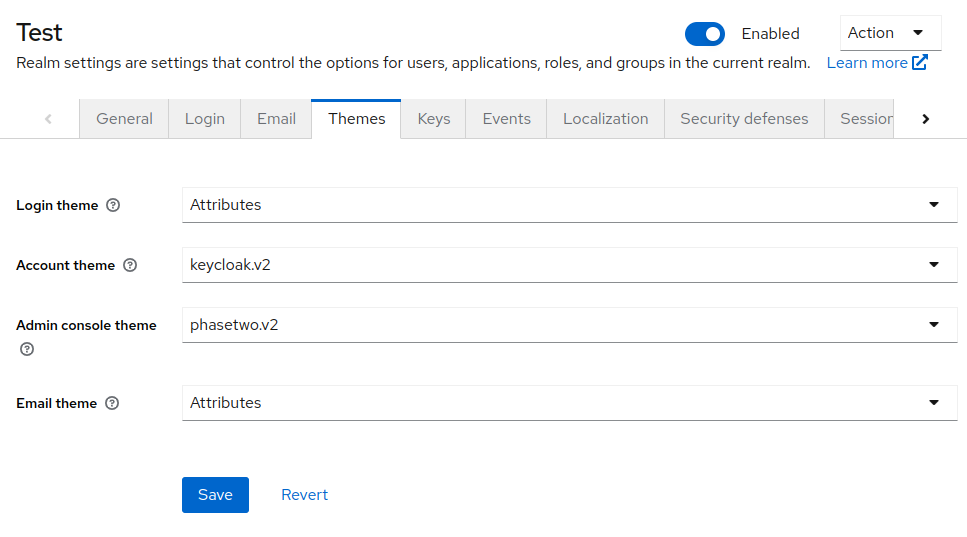 Test
Enabled
Action
Realm settings are settings that control the options for users, applications, roles, and groups in the current realm. Learn more
General Login Email Themes Keys Events Localization Security defenses Session
Login theme Attributes
Account theme keycloak.v2
Admin console theme phasetwo.v2
Email theme Attributes
Save Revert